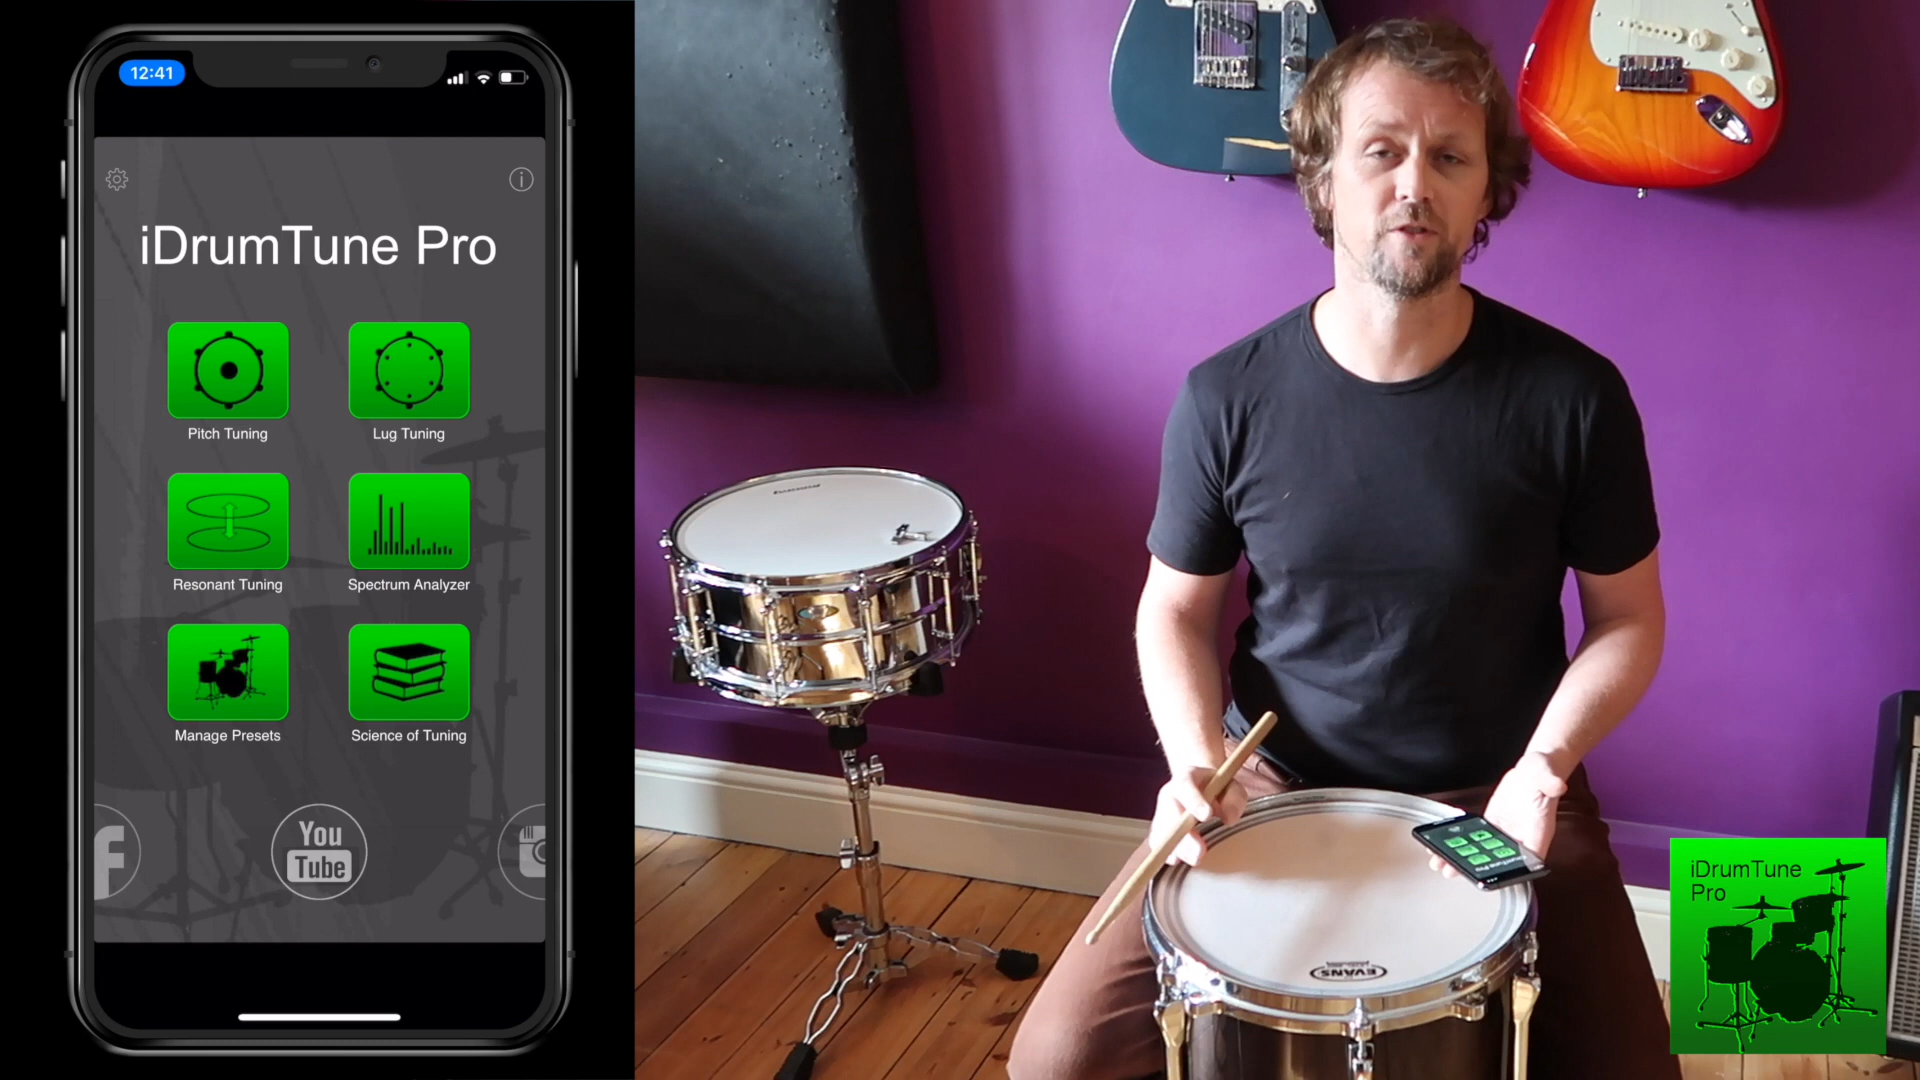 12:41
iDrumTune Pro
Pitch Tuning
Lug Tuning
Resonant Tuning
Spectrum Analyzer
Manage Presets
Science of Tuning
f
You
Tube
EVANS
iDrumTune
Pro